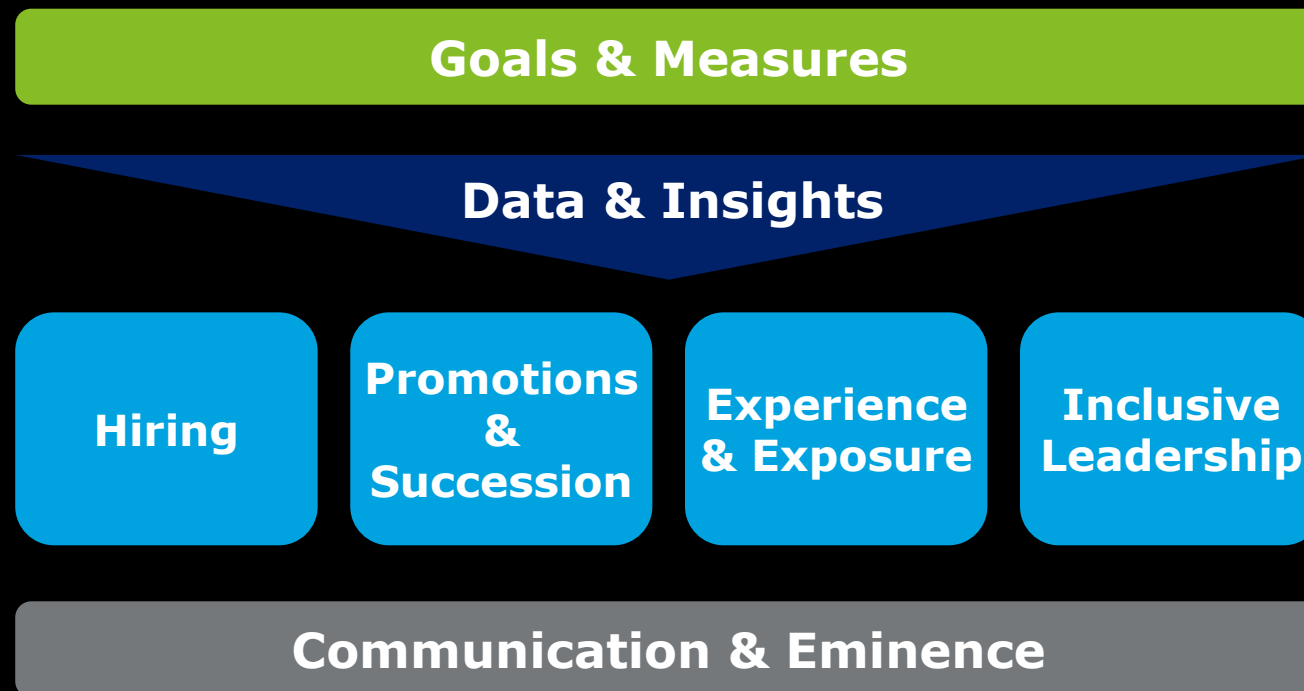 Goals & Measures
Data & Insights
Hiring
Promotions
&
Succession
Experience
& Exposure
Inclusive
Leadership
Communication & Eminence